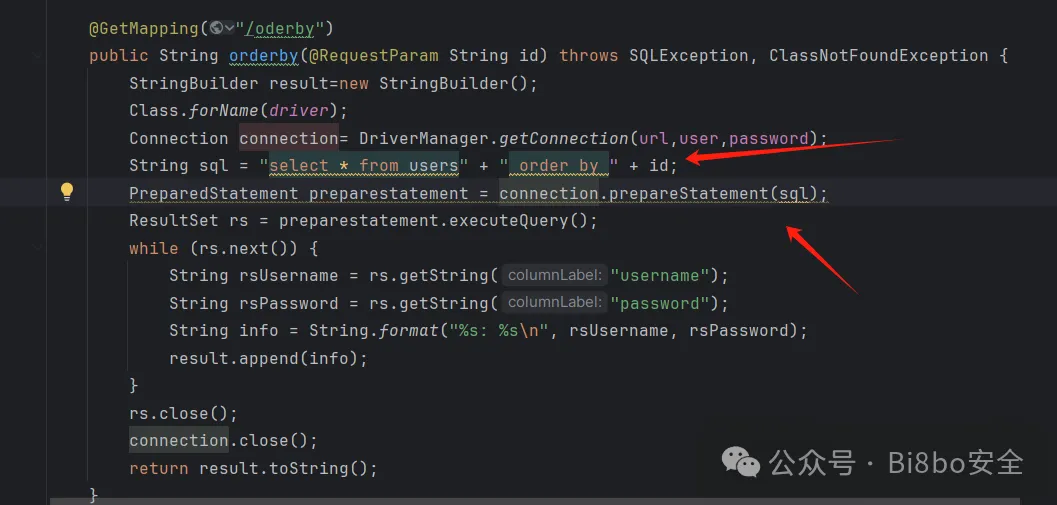 @GetMapping("/oderby")
public String orderby(@RequestParam String id) throws SQLException, ClassNotFoundException {
StringBuilder result=new StringBuilder();
Class.forName(driver);
Connection connection= DriverManager.getConnection(url,user,password);
String sql = "select * from users" + " order by " + id;
PreparedStatement preparestatement = connection.prepareStatement(sql);
ResultSet rs = preparestatement.executeQuery();
while (rs.next()) {
String rsUsername = rs.getString( columnLabel: "username");
String rsPassword = rs.getString( columnLabel: "password");
String info = String.format("%s: %s\n", rsUsername, rsPassword);
result.append(info);
}
rs.close();
connection.close();
return result.toString();
}
公众号 · Bi8bo安全